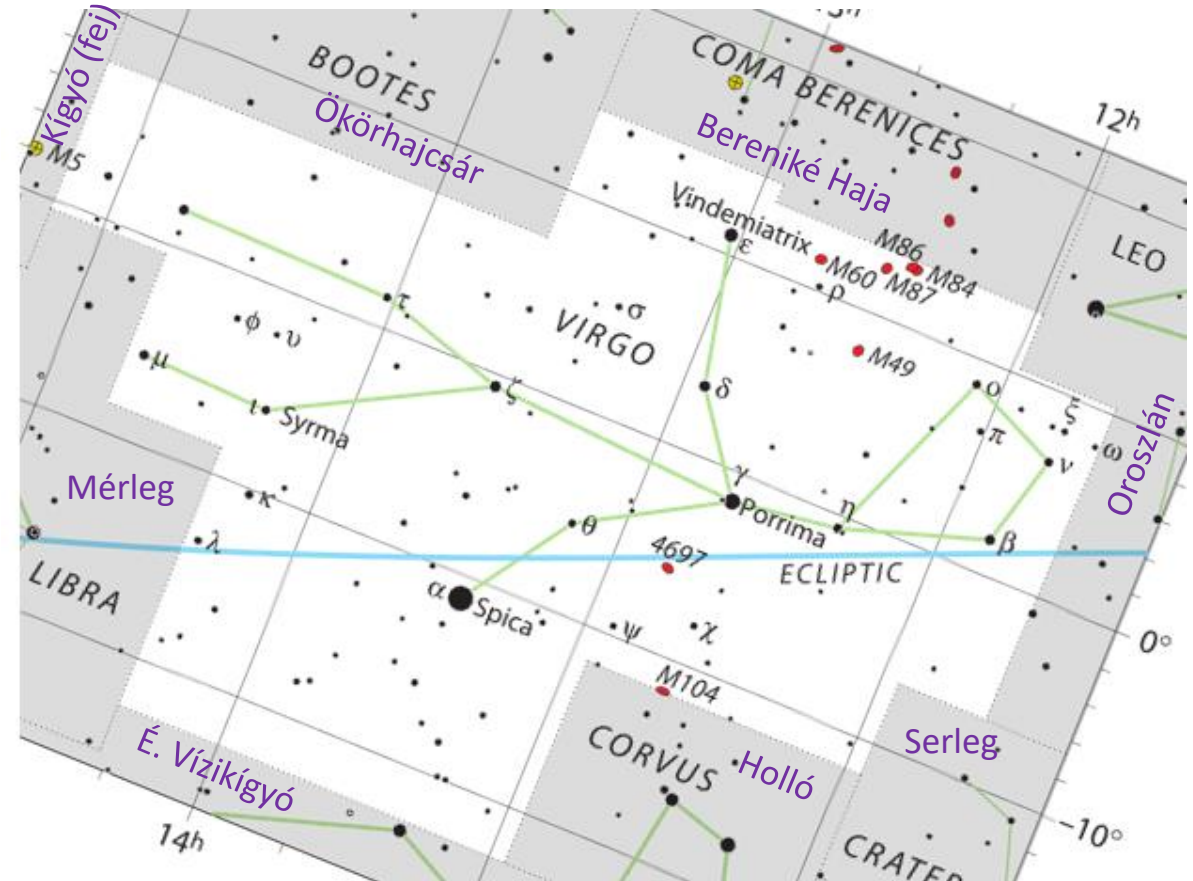 Kígyó (fej)
BOOTES
Ökörhajcsár
COMA BERENICES
Bereniké Haja
12h
M5
LEO
Vindemiatrix
ε
M86
M60
M87
M84
ρ
τ
σ
VIRGO
ϕ
υ
M49
μ
δ
ο
ξ
ι
Syrma
ζ
π
ω
ν
Oroszlán
Mérleg
κ
γ
Porrima
η
θ
β
λ
4697
ECLIPTIC
LIBRA
α
Spica
ψ
χ
0°
M104
É. Vízikígyó
CORVUS
Holló
Serleg
-10°
14h
CRATER